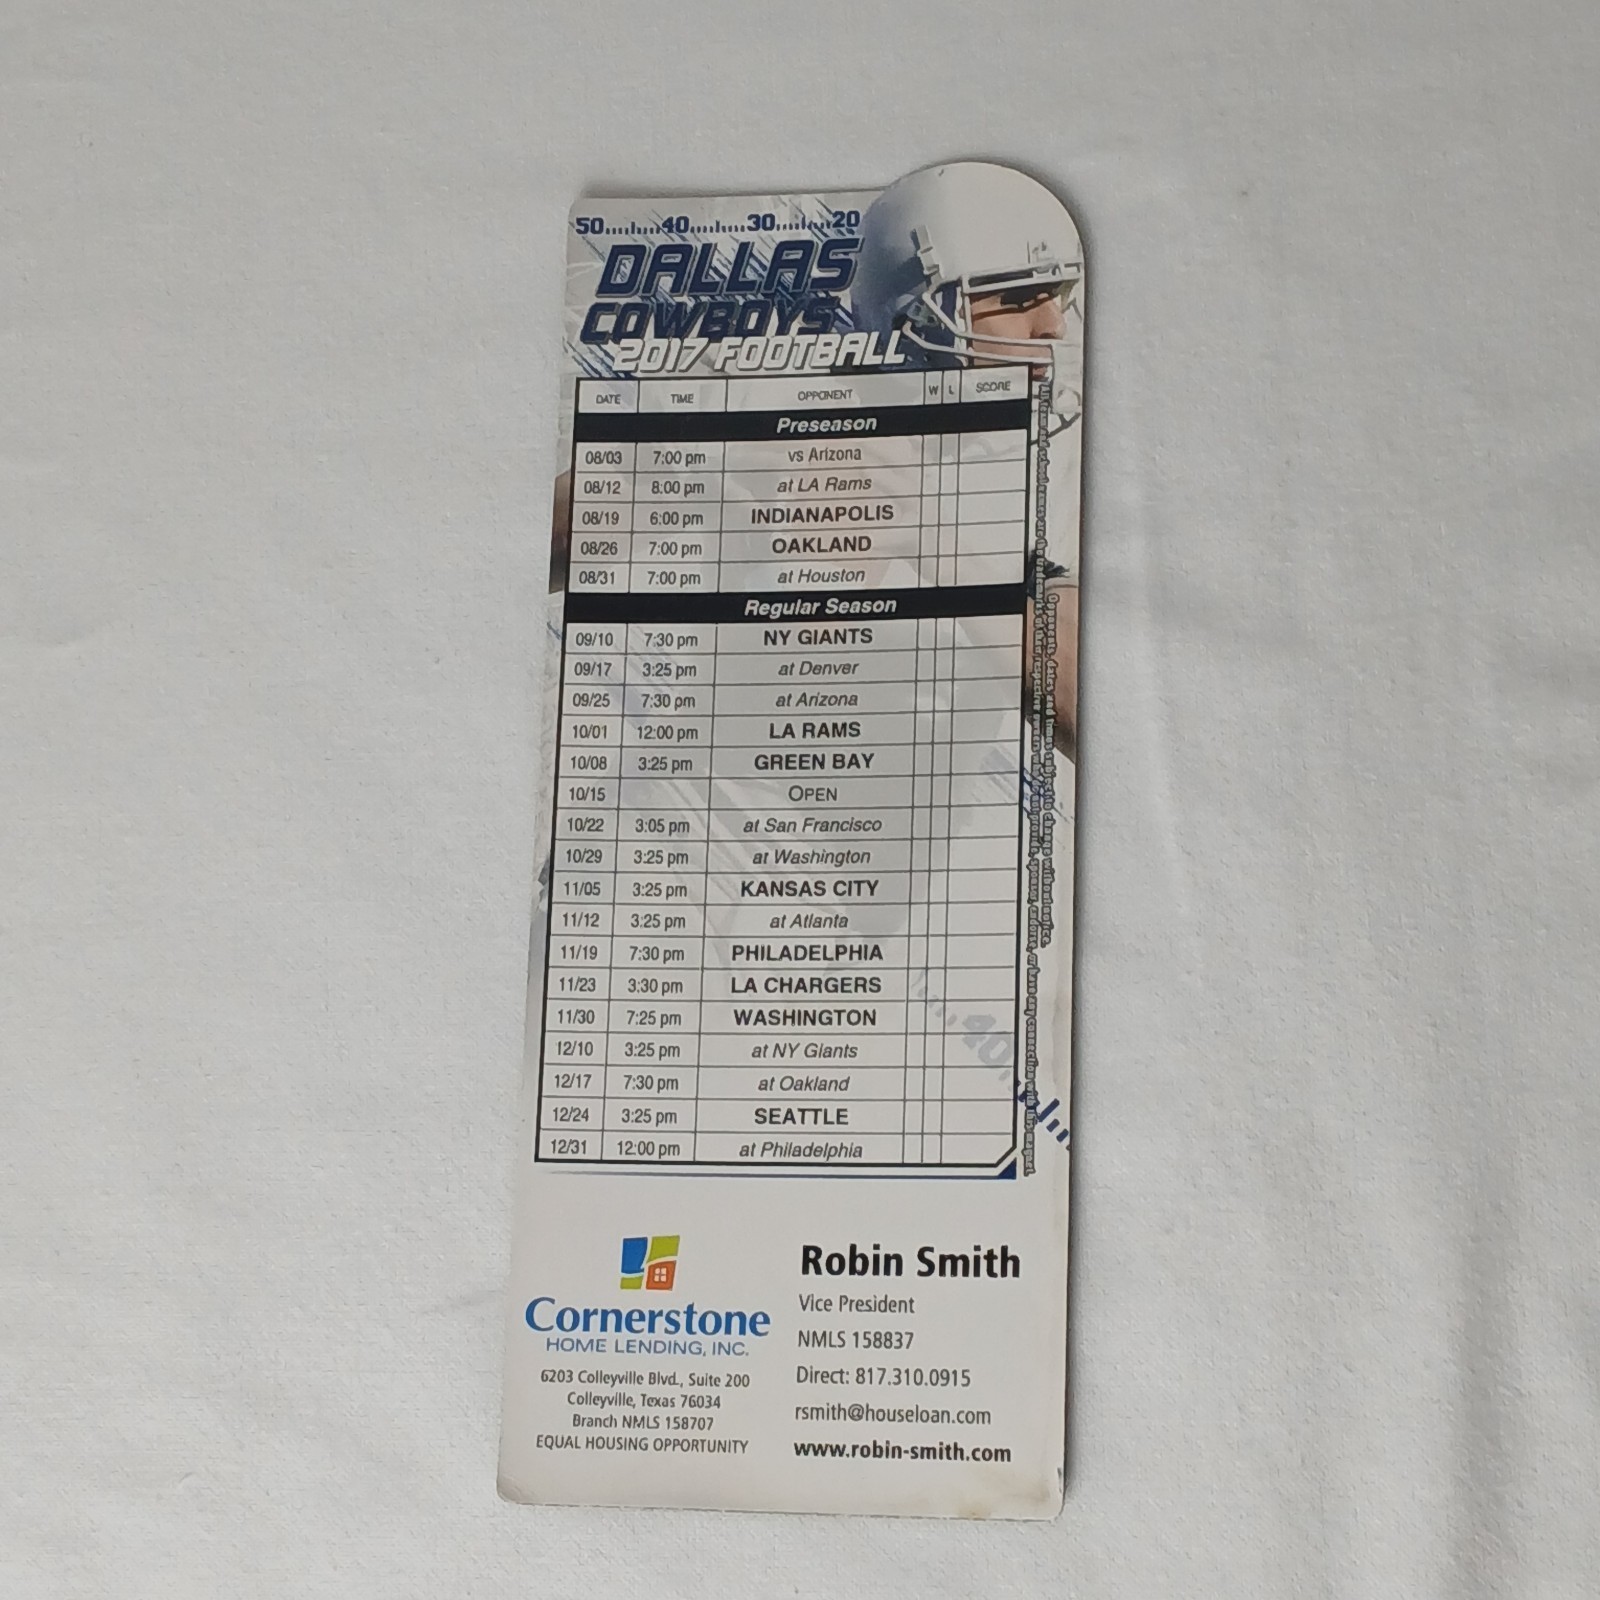 50 40 30 20
DALLAS
COWBOYS
2017 FOOTBALL
DATE TIME OPPONENT W L SCORE
Preseason
08/03 7:00 pm vs Arizona
08/12 8:00 pm at LA Rams
08/19 6:00 pm INDIANAPOLIS
08/26 7:00 pm OAKLAND
08/31 7:00 pm at Houston
Regular Season
09/10 7:30 pm NY GIANTS
09/17 3:25 pm at Denver
09/25 7:30 pm at Arizona
10/01 12:00 pm LA RAMS
10/08 3:25 pm GREEN BAY
10/15 OPEN
10/22 3:05 pm at San Francisco
10/29 3:25 pm at Washington
11/05 3:25 pm KANSAS CITY
11/12 3:25 pm at Atlanta
11/19 7:30 pm PHILADELPHIA
11/23 3:30 pm LA CHARGERS
11/30 7:25 pm WASHINGTON
12/10 3:25 pm at NY Giants
12/17 7:30 pm at Oakland
12/24 3:25 pm SEATTLE
12/31 12:00 pm at Philadelphia
40
Opponents, dates and times subject to change without notice.
Cornerstone
HOME LENDING, INC.
6203 Colleyville Blvd., Suite 200
Colleyville, Texas 76034
Branch NMLS 158707
EQUAL HOUSING OPPORTUNITY
Robin Smith
Vice President
NMLS 158837
Direct: 817.310.0915
rsmith@houseloan.com
www.robin-smith.com